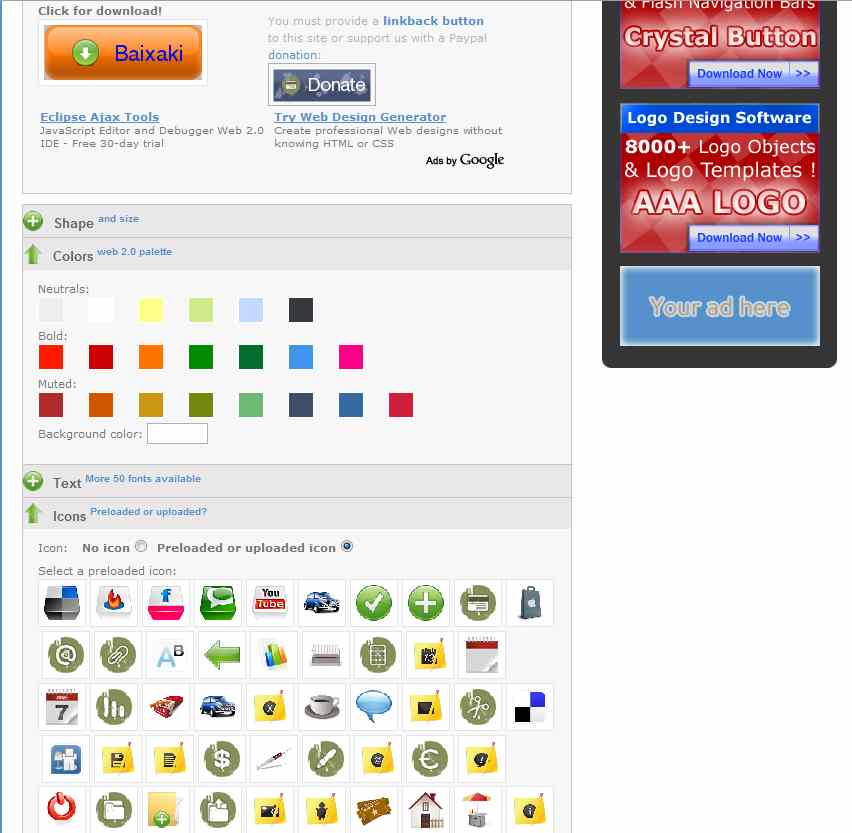 Click for download!
Baixaki
You must provide a linkback button
to this site or support us with a Paypal
donation:
Donate
Eclipse Ajax Tools
JavaScript Editor and Debugger Web 2.0
IDE - Free 30-day trial
Try Web Design Generator
Create professional Web designs without
knowing HTML or CSS
Ads by Google
Shape and size
Colors web 2.0 palette
Neutrals:
Bold:
Muted:
Background color:
Text More 50 fonts available
Icons Preloaded or uploaded?
Icon: No icon Preloaded or uploaded icon
Select a preloaded icon:
f
You
Tube
@
AB
7
X
$
€
!
i
& Flash Navigation Bars
Crystal Button
Download Now >>
Logo Design Software
8000+ Logo Objects
& Logo Templates !
AAA LOGO
Download Now >>
Your ad here